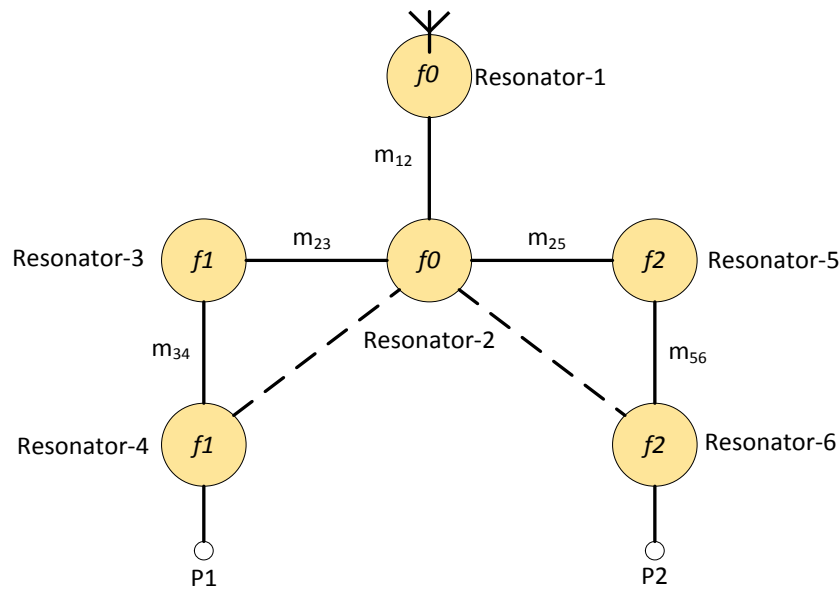 f0
Resonator-1
m₁₂
m₂₃
m₂₅
Resonator-3
f1
f0
f2
Resonator-5
Resonator-2
m₃₄
m₅₆
Resonator-4
f1
f2
Resonator-6
P1
P2